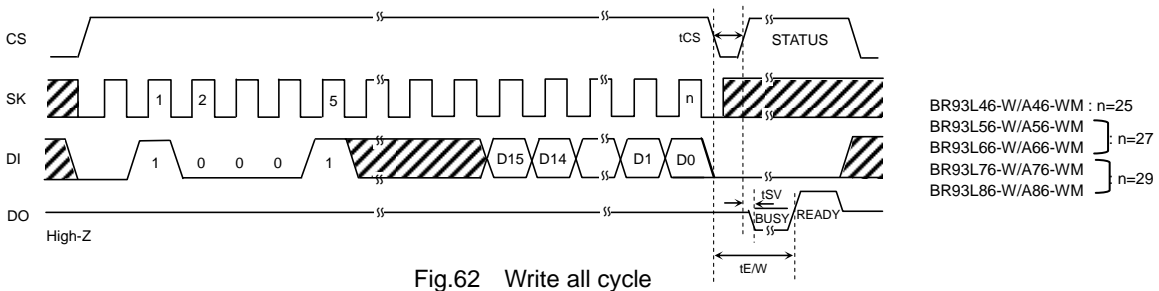 CS tCS STATUS
SK 1 2 5 n
DI 1 0 0 0 1 D15 D14 D1 D0
tSV
DO BUSY READY
High-Z
tE/W
BR93L46-W/A46-WM : n=25
BR93L56-W/A56-WM
BR93L66-W/A66-WM : n=27
BR93L76-W/A76-WM
BR93L86-W/A86-WM : n=29
Fig.62 Write all cycle